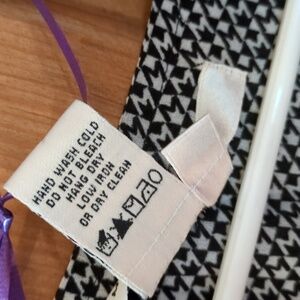 HAND WASH COLD
DO NOT BLEACH
HANG DRY
LOW IRON
OR DRY CLEAN